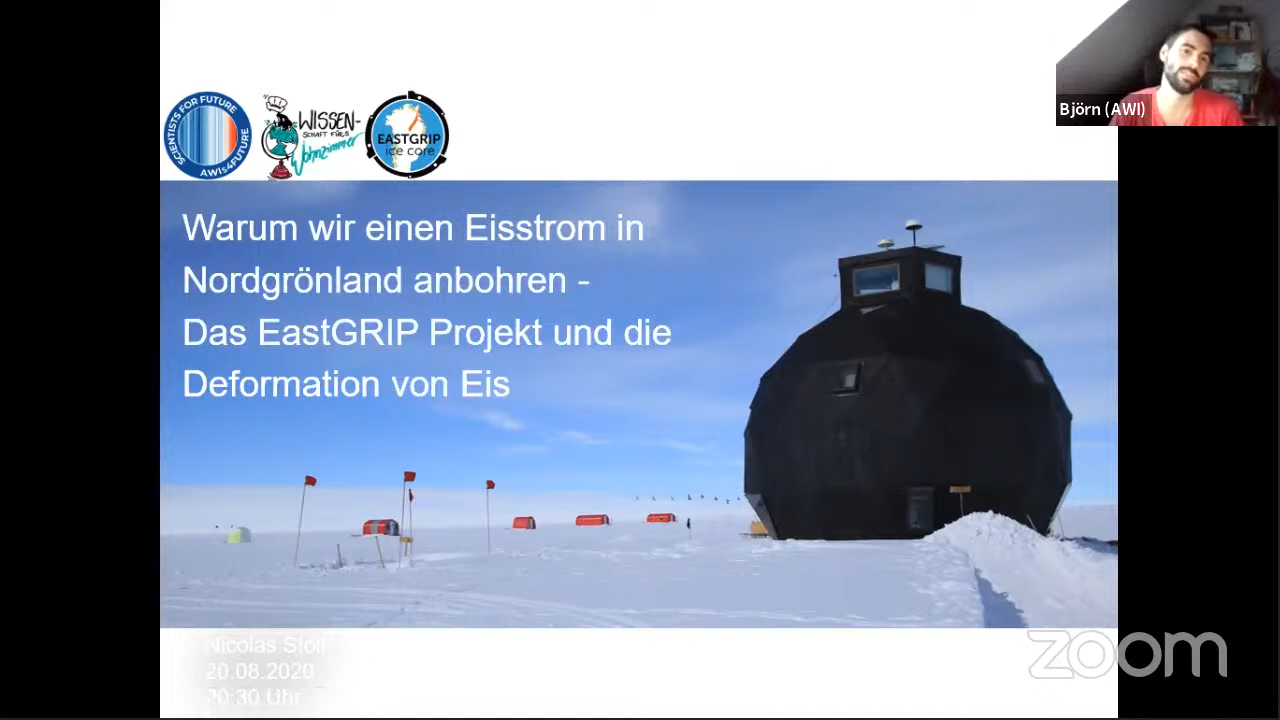 Björn (AWI)
SCIENTISTS FOR FUTURE
AWIs4FUTURE
WISSEN-
SCHAFT FÜRS
Wohnzimmer
EASTGRIP
ice core
Warum wir einen Eisstrom in
Nordgrönland anbohren -
Das EastGRIP Projekt und die
Deformation von Eis
Nicolas
20.08.2020
20:30 Uhr
zoom